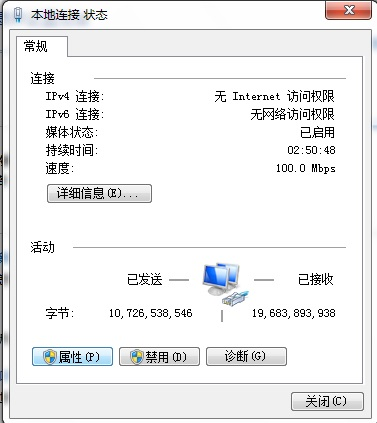 本地连接 状态
常规
连接
IPv4 连接: 无 Internet 访问权限
IPv6 连接: 无网络访问权限
媒体状态: 已启用
持续时间: 02:50:48
速度: 100.0 Mbps
详细信息(E)...
活动
已发送 — — 已接收
字节: 10,726,538,546 | 19,683,893,938
属性(P) 禁用(D) 诊断(G)
关闭(C)